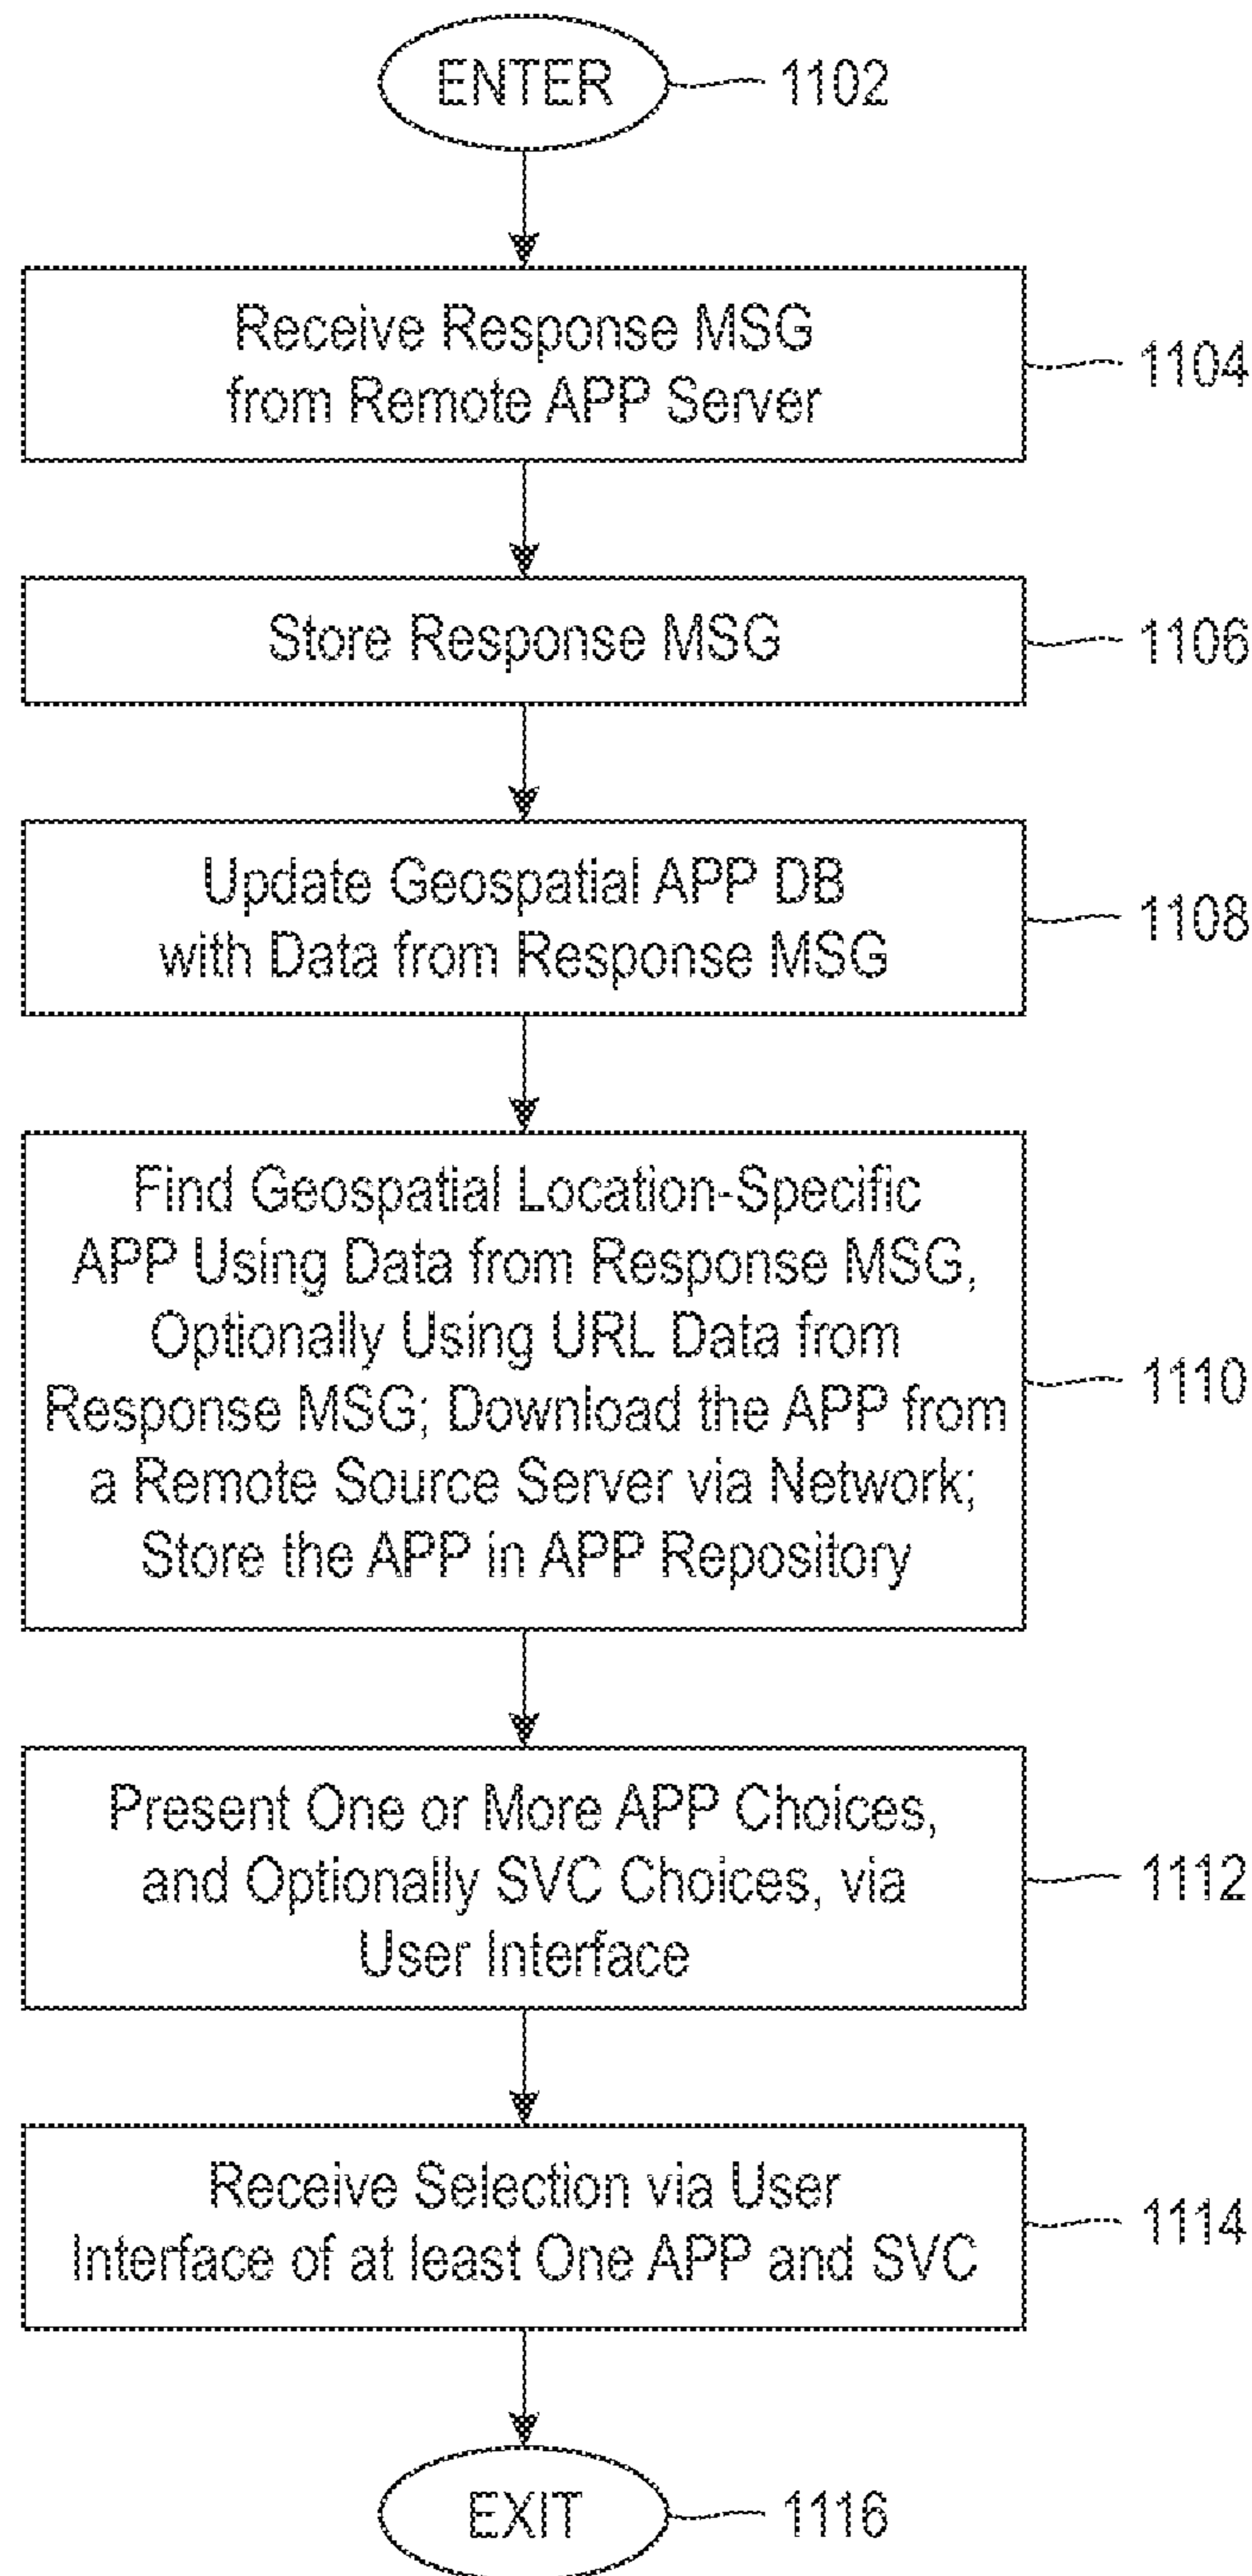 ENTER
1102
Receive Response MSG
from Remote APP Server
1104
Store Response MSG
1106
Update Geospatial APP DB
with Data from Response MSG
1108
Find Geospatial Location-Specific
APP Using Data from Response MSG,
Optionally Using URL Data from
Response MSG; Download the APP from
a Remote Source Server via Network;
Store the APP in APP Repository
1110
Present One or More APP Choices,
and Optionally SVC Choices, via
User Interface
1112
Receive Selection via User
Interface of at least One APP and SVC
1114
EXIT
1116